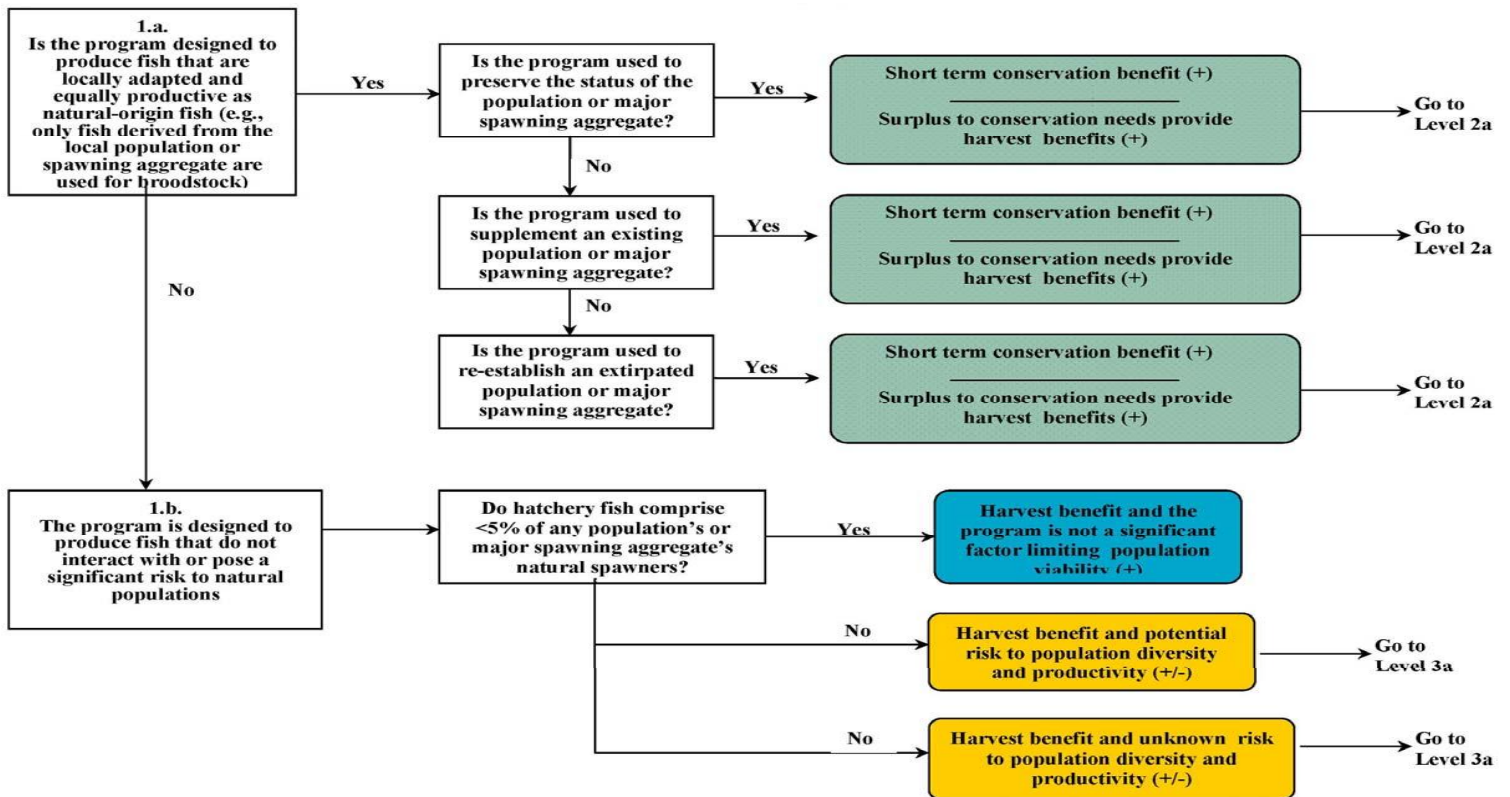 1.a.
Is the program designed to
produce fish that are
locally adapted and
equally productive as
natural-origin fish (e.g.,
only fish derived from the
local population or
spawning aggregate are
used for broodstock)
Yes
Is the program used to
preserve the status of the
population or major
spawning aggregate?
Yes
Short term conservation benefit (+)
Surplus to conservation needs provide
harvest benefits (+)
Go to
Level 2a
No
Is the program used to
supplement an existing
population or major
spawning aggregate?
Yes
Short term conservation benefit (+)
Surplus to conservation needs provide
harvest benefits (+)
Go to
Level 2a
No
Is the program used to
re-establish an extirpated
population or major
spawning aggregate?
Yes
Short term conservation benefit (+)
Surplus to conservation needs provide
harvest benefits (+)
Go to
Level 2a
No
1.b.
The program is designed to
produce fish that do not
interact with or pose a
significant risk to natural
populations
Do hatchery fish comprise
<5% of any population's or
major spawning aggregate's
natural spawners?
Yes
Harvest benefit and the
program is not a significant
factor limiting population
viability (+)
No
Harvest benefit and potential
risk to population diversity
and productivity (+/-)
Go to
Level 3a
No
Harvest benefit and unknown risk
to population diversity and
productivity (+/-)
Go to
Level 3a